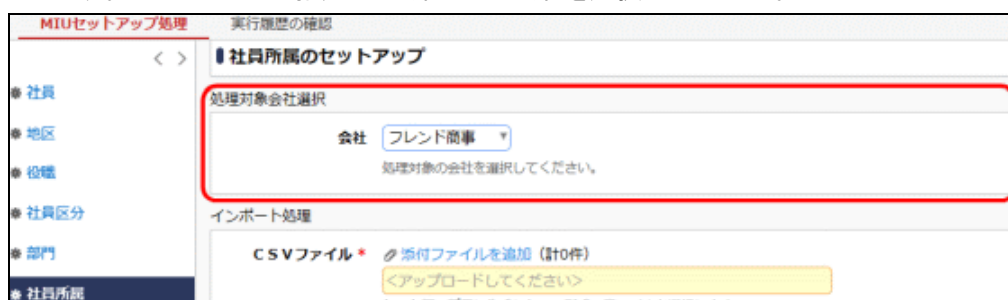 MIUセットアップ処理 実行履歴の確認
< >
社員所属のセットアップ
社員
処理対象会社選択
地区
会社 フレンド商事
役職
処理対象の会社を選択してください。
社員区分
インポート処理
部門
CSVファイル * 添付ファイルを追加 (計0件)
<アップロードしてください>
社員所属